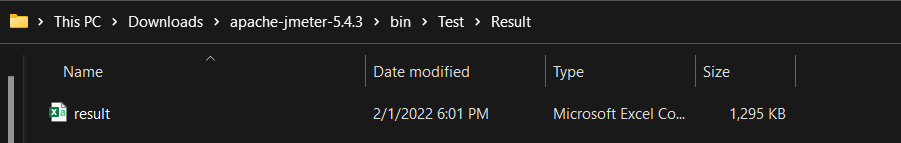 This PC > Downloads > apache-jmeter-5.4.3 > bin > Test > Result
Name Date modified Type Size
result 2/1/2022 6:01 PM Microsoft Excel Co... 1,295 KB